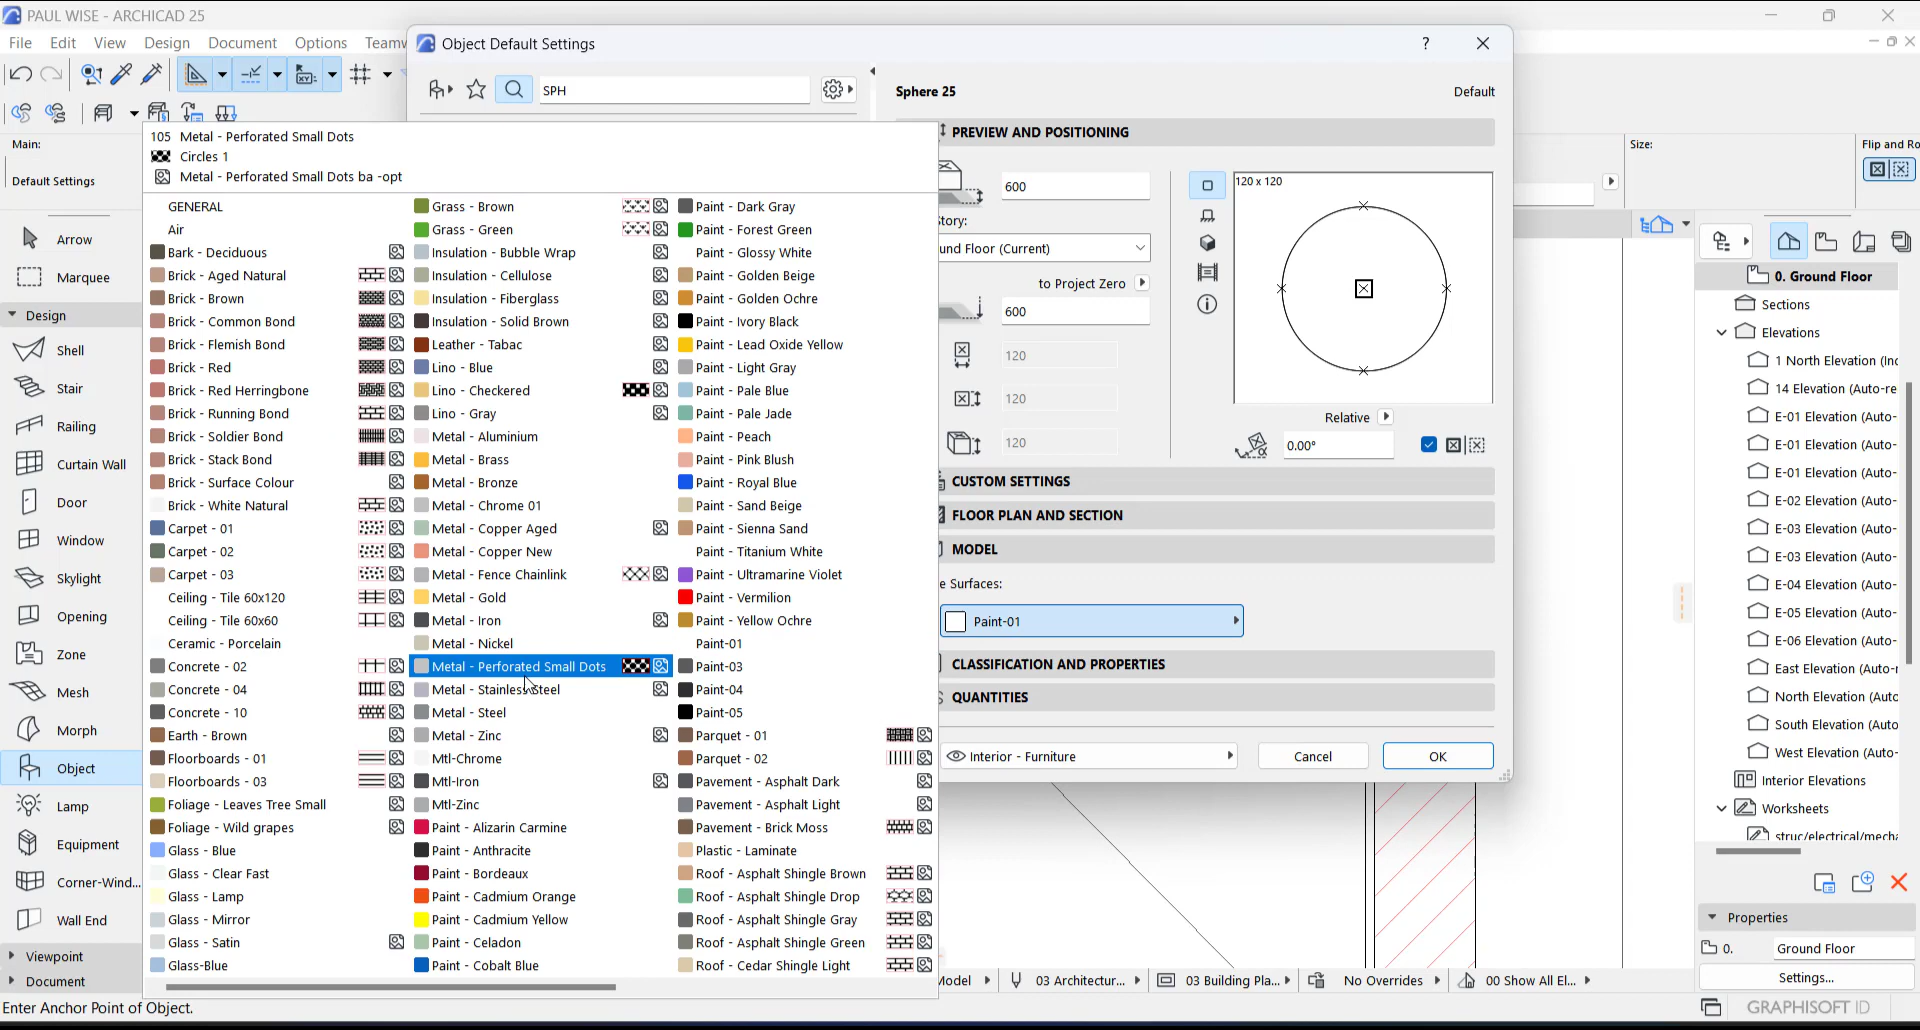 PAUL WISE - ARCHICAD 25
File Edit View Design Document Options Teamw
Object Default Settings
?
SPH
Sphere 25
Default
PREVIEW AND POSITIONING
Main:
Default Settings
Size:
Flip and Ro
600
tory:
und Floor (Current)
to Project Zero
600
120
120
120
120 x 120
Relative
0.00°
CUSTOM SETTINGS
FLOOR PLAN AND SECTION
MODEL
e Surfaces:
Paint-01
CLASSIFICATION AND PROPERTIES
QUANTITIES
Interior - Furniture
Cancel
OK
105 Metal - Perforated Small Dots
Circles 1
Metal - Perforated Small Dots ba -opt
GENERAL
Air
Bark - Deciduous
Brick - Aged Natural
Brick - Brown
Brick - Common Bond
Brick - Flemish Bond
Brick - Red
Brick - Red Herringbone
Brick - Running Bond
Brick - Soldier Bond
Brick - Stack Bond
Brick - Surface Colour
Brick - White Natural
Carpet - 01
Carpet - 02
Carpet - 03
Ceiling - Tile 60x120
Ceiling - Tile 60x60
Ceramic - Porcelain
Concrete - 02
Concrete - 04
Concrete - 10
Earth - Brown
Floorboards - 01
Floorboards - 03
Foliage - Leaves Tree Small
Foliage - Wild grapes
Glass - Blue
Glass - Clear Fast
Glass - Lamp
Glass - Mirror
Glass - Satin
Glass-Blue
Grass - Brown
Grass - Green
Insulation - Bubble Wrap
Insulation - Cellulose
Insulation - Fiberglass
Insulation - Solid Brown
Leather - Tabac
Lino - Blue
Lino - Checkered
Lino - Gray
Metal - Aluminium
Metal - Brass
Metal - Bronze
Metal - Chrome 01
Metal - Copper Aged
Metal - Copper New
Metal - Fence Chainlink
Metal - Gold
Metal - Iron
Metal - Nickel
Metal - Perforated Small Dots
Metal - Stainless Steel
Metal - Steel
Metal - Zinc
Mtl-Chrome
Mtl-Iron
Mtl-Zinc
Paint - Alizarin Carmine
Paint - Anthracite
Paint - Bordeaux
Paint - Cadmium Orange
Paint - Cadmium Yellow
Paint - Celadon
Paint - Cobalt Blue
Paint - Dark Gray
Paint - Forest Green
Paint - Glossy White
Paint - Golden Beige
Paint - Golden Ochre
Paint - Ivory Black
Paint - Lead Oxide Yellow
Paint - Light Gray
Paint - Pale Blue
Paint - Pale Jade
Paint - Peach
Paint - Pink Blush
Paint - Royal Blue
Paint - Sand Beige
Paint - Sienna Sand
Paint - Titanium White
Paint - Ultramarine Violet
Paint - Vermilion
Paint - Yellow Ochre
Paint-01
Paint-03
Paint-04
Paint-05
Parquet - 01
Parquet - 02
Pavement - Asphalt Dark
Pavement - Asphalt Light
Pavement - Brick Moss
Plastic - Laminate
Roof - Asphalt Shingle Brown
Roof - Asphalt Shingle Drop
Roof - Asphalt Shingle Gray
Roof - Asphalt Shingle Green
Roof - Cedar Shingle Light
Arrow
Marquee
Design
Shell
Stair
Railing
Curtain Wall
Door
Window
Skylight
Opening
Zone
Mesh
Morph
Object
Lamp
Equipment
Corner-Wind...
Wall End
Viewpoint
Document
0. Ground Floor
Sections
Elevations
1 North Elevation (Inc
14 Elevation (Auto-re
E-01 Elevation (Auto-
E-01 Elevation (Auto-
E-01 Elevation (Auto-
E-02 Elevation (Auto-
E-03 Elevation (Auto-
E-03 Elevation (Auto-
E-04 Elevation (Auto-
E-05 Elevation (Auto-
E-06 Elevation (Auto-
East Elevation (Auto-
North Elevation (Autc
South Elevation (Auto
West Elevation (Auto-
Interior Elevations
Worksheets
struc/electrical/mecha
Properties
0. Ground Floor
Settings...
Model 03 Architectur... 03 Building Pla... No Overrides 00 Show All El...
Enter Anchor Point of Object.
GRAPHISOFT ID